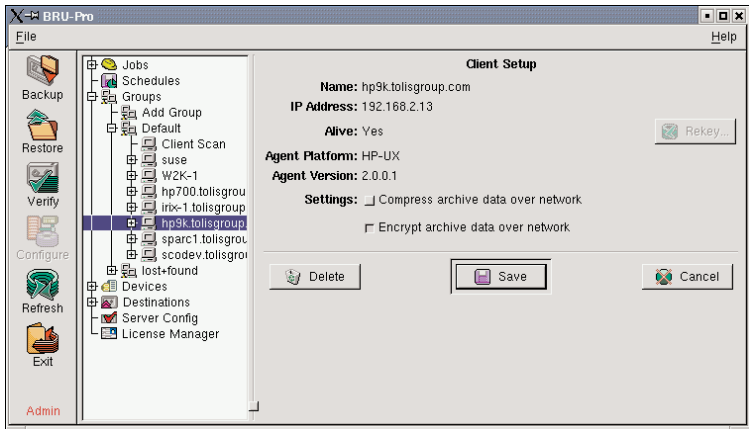 BRU-Pro
File
Help
Backup
Restore
Verify
Configure
Refresh
Exit
Admin
Jobs
Schedules
Groups
Add Group
Default
Client Scan
suse
W2K-1
hp700.tolisgrou
irix-1.tolisgroup
hp9k.tolisgroup.
sparc1.tolisgrou
scodev.tolisgrou
lost+found
Devices
Destinations
Server Config
License Manager
Client Setup
Name: hp9k.tolisgroup.com
IP Address: 192.168.2.13
Alive: Yes
Rekey...
Agent Platform: HP-UX
Agent Version: 2.0.0.1
Settings: Compress archive data over network
Encrypt archive data over network
Delete
Save
Cancel